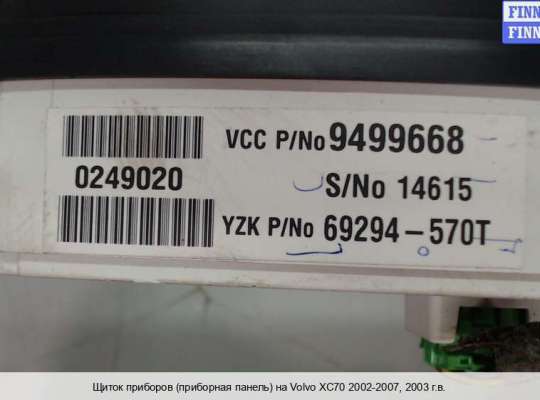 FINN
FINN
VCC P/No 9499668
0249020
S/No 14615
YZK P/No 69294-570T
Щиток приборов (приборная панель) на Volvo XC70 2002-2007, 2003 г.в.